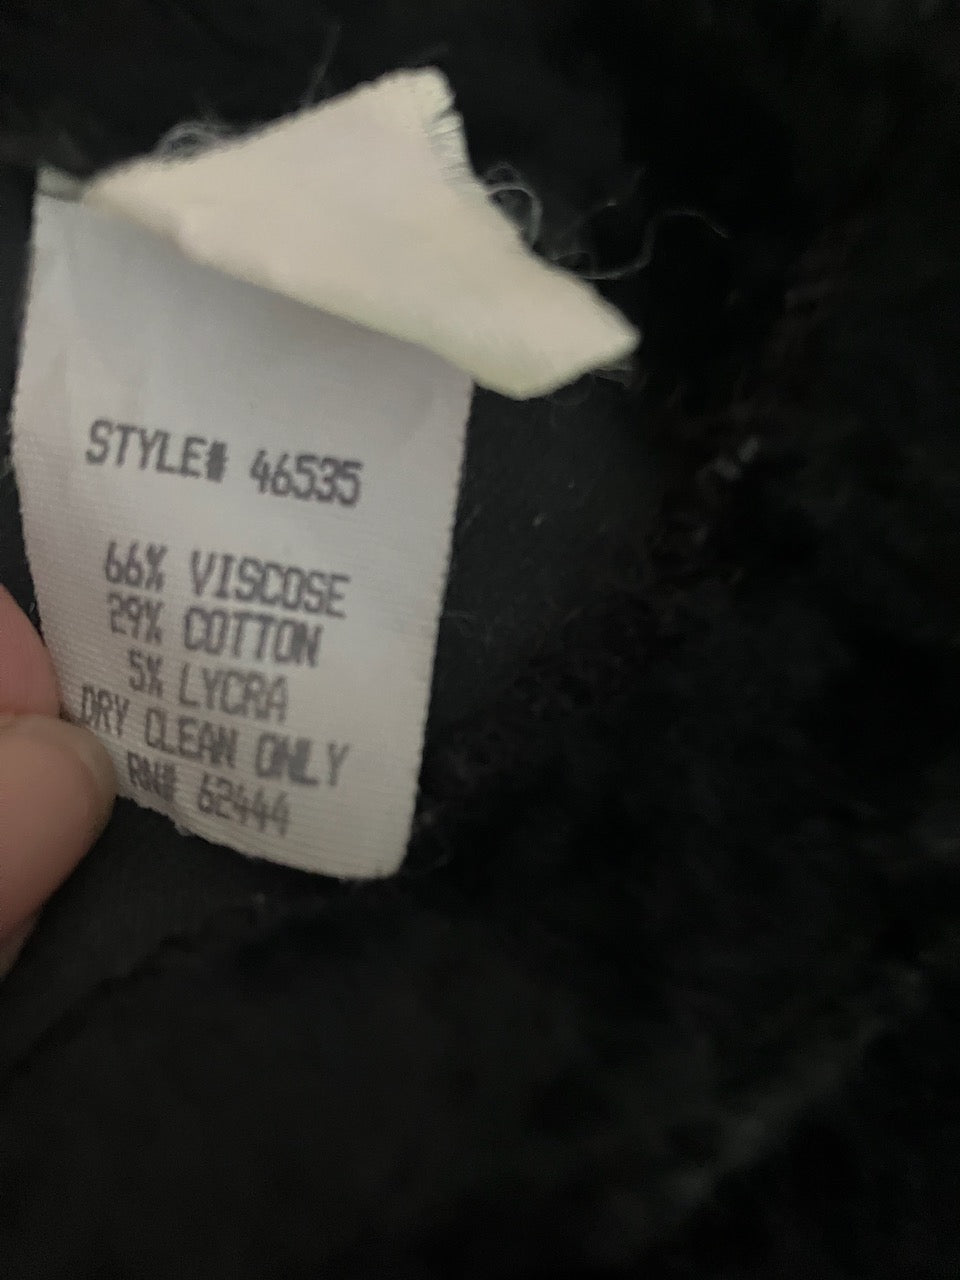 STYLE# 46535
66% VISCOSE
29% COTTON
5% LYCRA
DRY CLEAN ONLY
RN# 62444